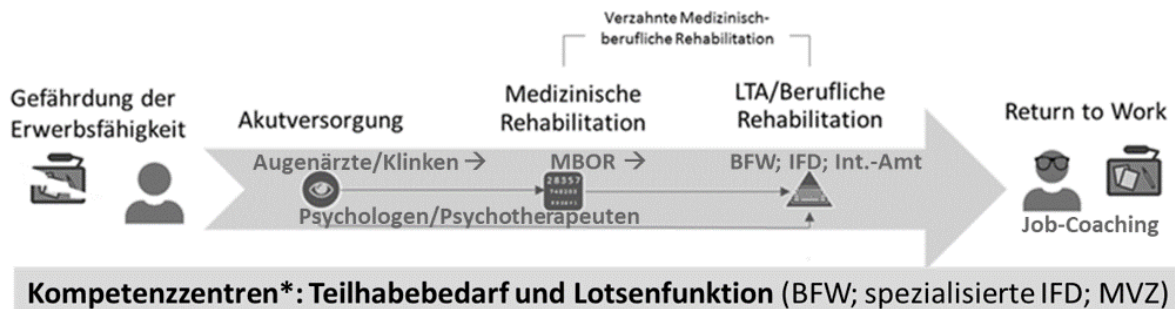 Verzahnte Medizinisch-
berufliche Rehabilitation
Gefährdung der
Erwerbsfähigkeit
Akutversorgung
Medizinische
Rehabilitation
LTA/Berufliche
Rehabilitation
Return to Work
Augenärzte/Klinken →
MBOR →
BFW; IFD; Int.-Amt
28357
Psychologen/Psychotherapeuten
Job-Coaching
Kompetenzzentren*: Teilhabebedarf und Lotsenfunktion (BFW; spezialisierte IFD; MVZ)